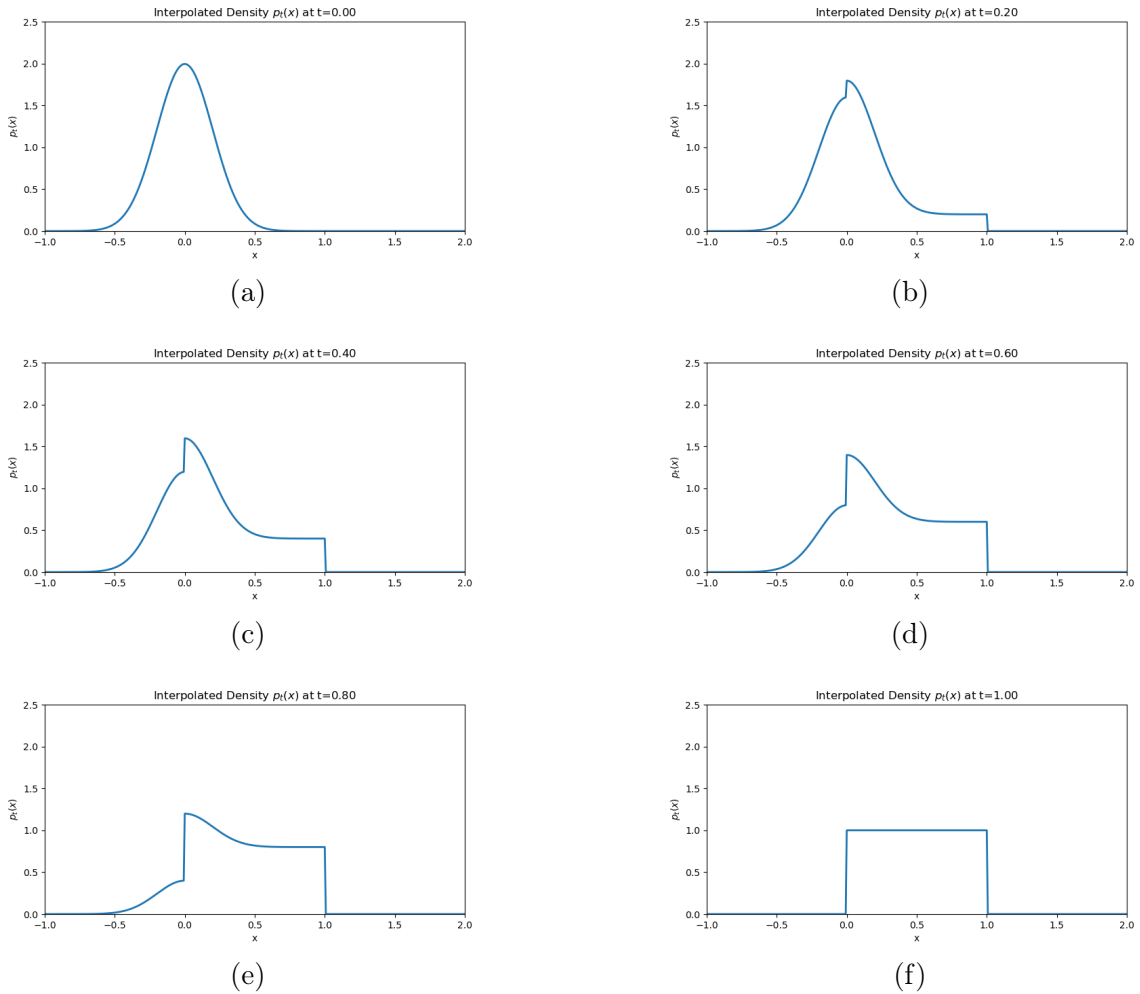 Interpolated Density p_t(x) at t=0.00
2.5
2.0
1.5
1.0
0.5
0.0
p_t(x)
−1.0 −0.5 0.0 0.5 1.0 1.5 2.0
x
(a)
Interpolated Density p_t(x) at t=0.20
2.5
2.0
1.5
1.0
0.5
0.0
p_t(x)
−1.0 −0.5 0.0 0.5 1.0 1.5 2.0
x
(b)
Interpolated Density p_t(x) at t=0.40
2.5
2.0
1.5
1.0
0.5
0.0
p_t(x)
−1.0 −0.5 0.0 0.5 1.0 1.5 2.0
x
(c)
Interpolated Density p_t(x) at t=0.60
2.5
2.0
1.5
1.0
0.5
0.0
p_t(x)
−1.0 −0.5 0.0 0.5 1.0 1.5 2.0
x
(d)
Interpolated Density p_t(x) at t=0.80
2.5
2.0
1.5
1.0
0.5
0.0
p_t(x)
−1.0 −0.5 0.0 0.5 1.0 1.5 2.0
x
(e)
Interpolated Density p_t(x) at t=1.00
2.5
2.0
1.5
1.0
0.5
0.0
p_t(x)
−1.0 −0.5 0.0 0.5 1.0 1.5 2.0
x
(f)